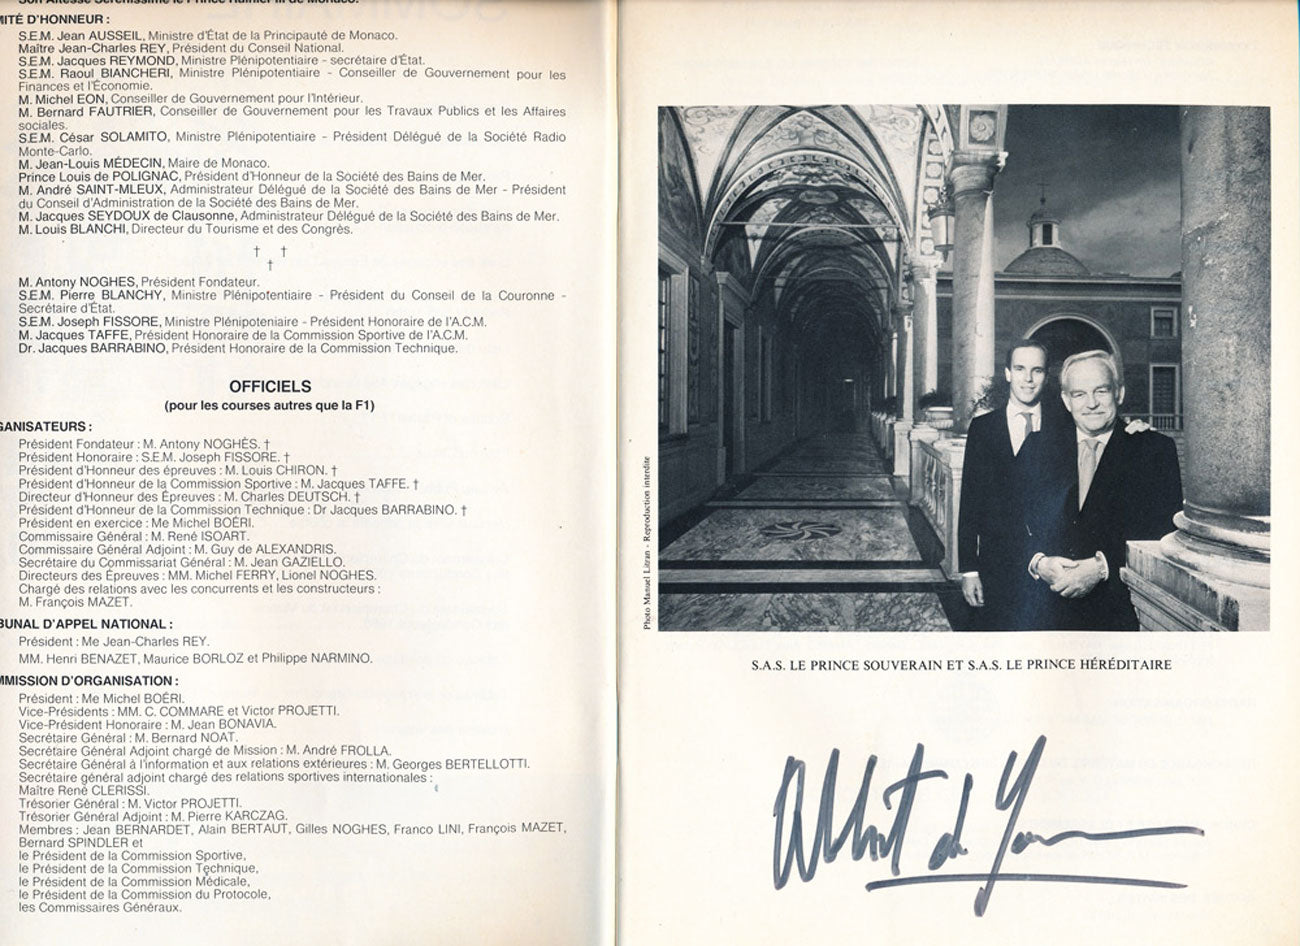 Son Altesse Sérénissime le Prince Rainier III de Monaco.
MITÉ D'HONNEUR :
S.E.M. Jean AUSSEIL, Ministre d'État de la Principauté de Monaco.
Maître Jean-Charles REY, Président du Conseil National.
S.E.M. Jacques REYMOND, Ministre Plénipotentiaire - secrétaire d'État.
S.E.M. Raoul BIANCHERI, Ministre Plénipotentiaire - Conseiller de Gouvernement pour les
Finances et l'Économie.
M. Michel EON, Conseiller de Gouvernement pour l'Intérieur.
M. Bernard FAUTRIER, Conseiller de Gouvernement pour les Travaux Publics et les Affaires
sociales.
S.E.M. César SOLAMITO, Ministre Plénipotentiaire - Président Délégué de la Société Radio
Monte-Carlo.
M. Jean-Louis MÉDECIN, Maire de Monaco.
Prince Louis de POLIGNAC, Président d'Honneur de la Société des Bains de Mer.
M. André SAINT-MLEUX, Administrateur Délégué de la Société des Bains de Mer - Président
du Conseil d'Administration de la Société des Bains de Mer.
M. Jacques SEYDOUX de Clausonne, Administrateur Délégué de la Société des Bains de Mer.
M. Louis BLANCHI, Directeur du Tourisme et des Congrès.
† †
†
M. Antony NOGHES, Président Fondateur.
S.E.M. Pierre BLANCHY, Ministre Plénipotentiaire - Président du Conseil de la Couronne -
Secrétaire d'État.
S.E.M. Joseph FISSORE, Ministre Plénipoteniaire - Président Honoraire de l'A.C.M.
M. Jacques TAFFE, Président Honoraire de la Commission Sportive de l'A.C.M.
Dr. Jacques BARRABINO, Président Honoraire de la Commission Technique.
OFFICIELS
(pour les courses autres que la F1)
GANISATEURS :
Président Fondateur : M. Antony NOGHÈS. †
Président Honoraire : S.E.M. Joseph FISSORE. †
Président d'Honneur des épreuves : M. Louis CHIRON. †
Président d'Honneur de la Commission Sportive : M. Jacques TAFFE. †
Directeur d'Honneur des Épreuves : M. Charles DEUTSCH. †
Président d'Honneur de la Commission Technique : Dr Jacques BARRABINO. †
Président en exercice : Me Michel BOÉRI.
Commissaire Général : M. René ISOART.
Commissaire Général Adjoint : M. Guy de ALEXANDRIS.
Secrétaire du Commissariat Général : M. Jean GAZIELLO.
Directeurs des Épreuves : MM. Michel FERRY, Lionel NOGHES.
Chargé des relations avec les concurrents et les constructeurs :
M. François MAZET.
BUNAL D'APPEL NATIONAL :
Président : Me Jean-Charles REY.
MM. Henri BENAZET, Maurice BORLOZ et Philippe NARMINO.
MMISSION D'ORGANISATION :
Président : Me Michel BOÉRI.
Vice-Présidents : MM. C. COMMARE et Victor PROJETTI.
Vice-Président Honoraire : M. Jean BONAVIA.
Secrétaire Général : M. Bernard NOAT.
Secrétaire Général Adjoint chargé de Mission : M. André FROLLA.
Secrétaire Général à l'information et aux relations extérieures : M. Georges BERTELLOTTI.
Secrétaire général adjoint chargé des relations sportives internationales :
Maître René CLERISSI.
Trésorier Général : M. Victor PROJETTI.
Trésorier Général Adjoint : M. Pierre KARCZAG.
Membres : Jean BERNARDET, Alain BERTAUT, Gilles NOGHES, Franco LINI, François MAZET,
Bernard SPINDLER et
le Président de la Commission Sportive,
le Président de la Commission Technique,
le Président de la Commission Médicale,
le Président de la Commission du Protocole,
les Commissaires Généraux.
Photo Manuel Litran - Reproduction interdite
S.A.S. LE PRINCE SOUVERAIN ET S.A.S. LE PRINCE HÉRÉDITAIRE
Albert de